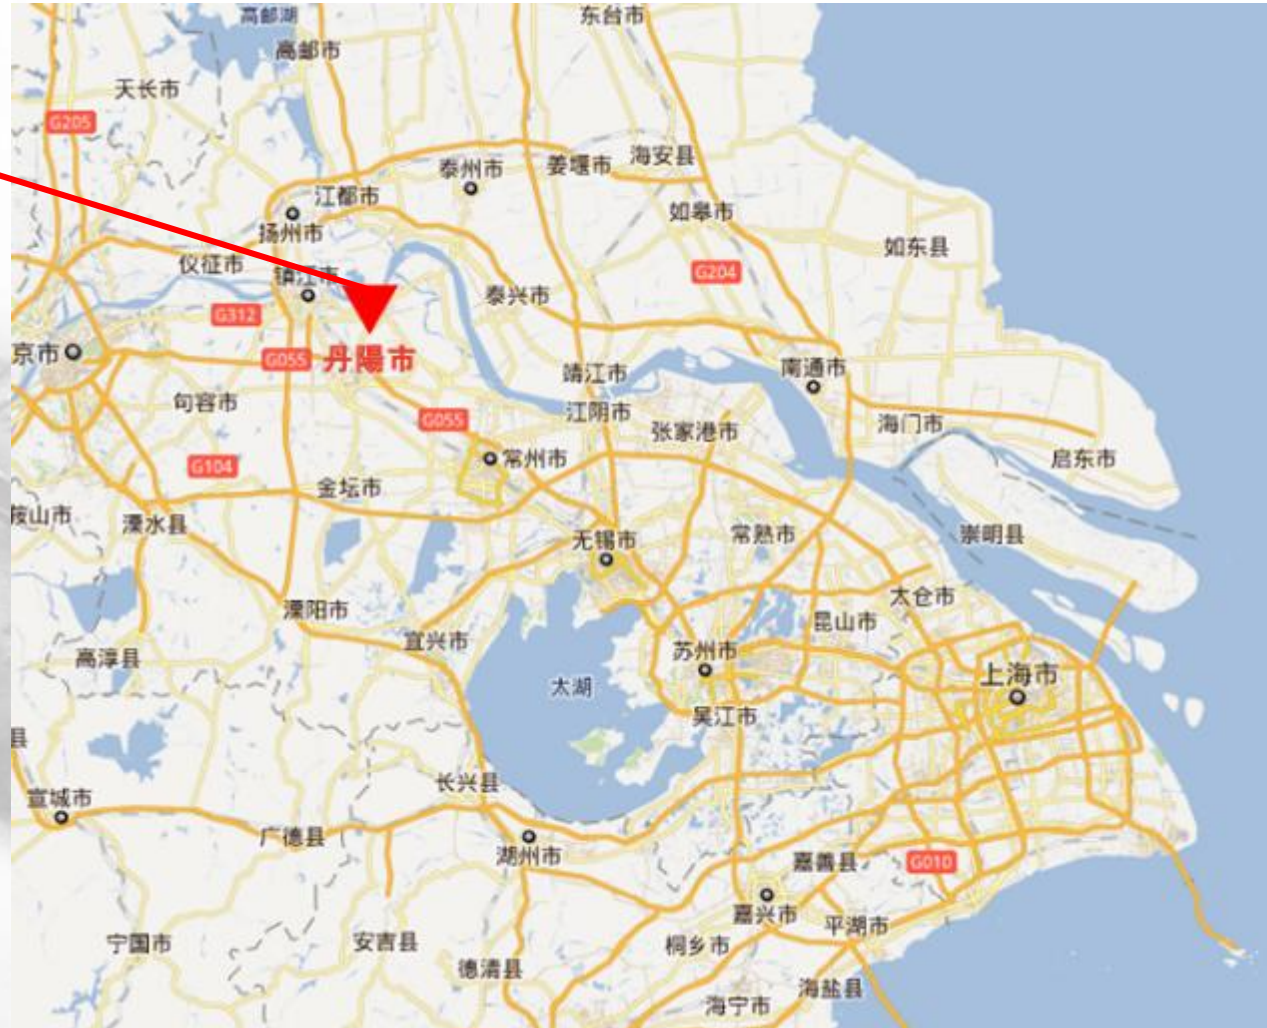 高邮湖
东台市
高邮市
天长市
G205
姜堰市
海安县
泰州市
江都市
如皋市
扬州市
如东县
仪征市
镇江市
G204
泰兴市
G312
京市
G055
丹陽市
靖江市
南通市
句容市
江阴市
G055
张家港市
海门市
常州市
启东市
G104
金坛市
鞍山市
溧水县
无锡市
常熟市
崇明县
太仓市
溧阳市
昆山市
宜兴市
高淳县
苏州市
上海市
太湖
吴江市
县
长兴县
宣城市
广德县
湖州市
嘉善县
G010
嘉兴市
平湖市
宁国市
安吉县
桐乡市
德清县
海盐县
海宁市